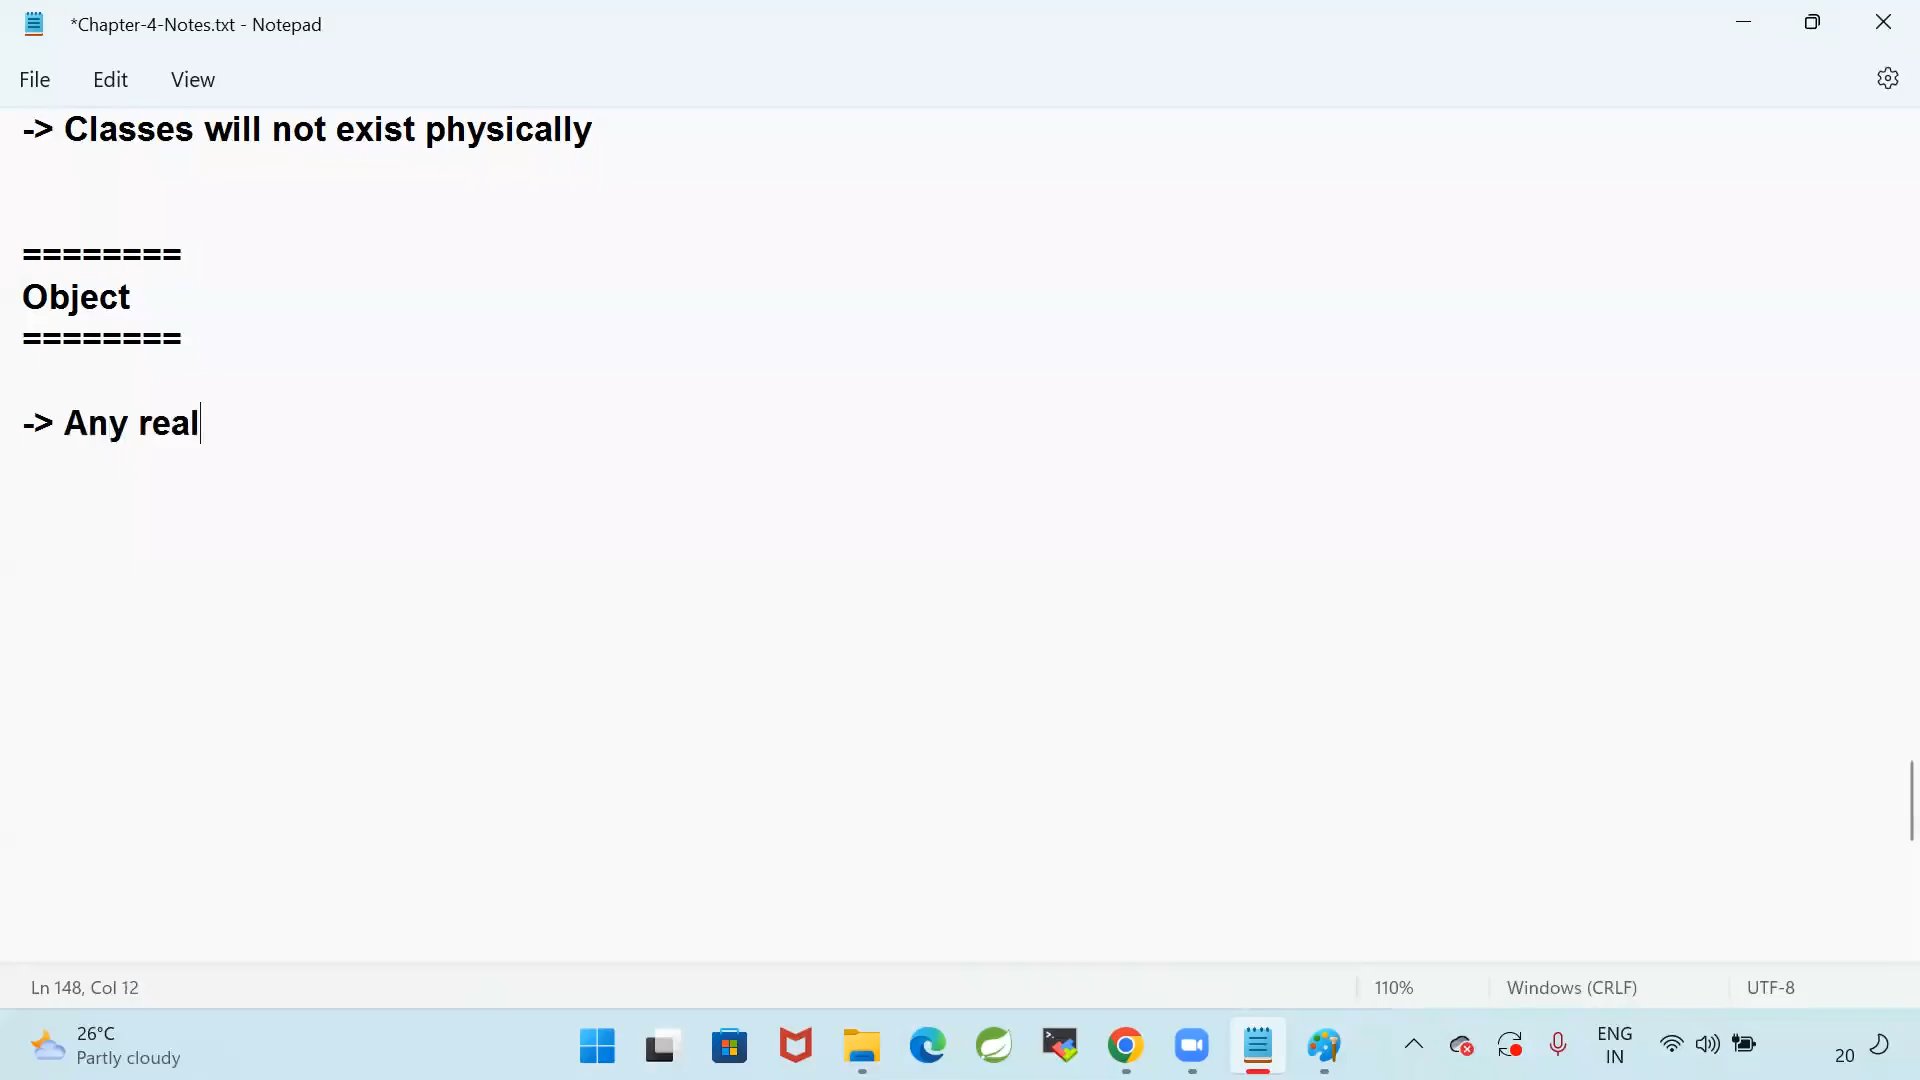 *Chapter-4-Notes.txt - Notepad
File Edit View
-> Classes will not exist physically
========
Object
========
-> Any real
Ln 148, Col 12 110% Windows (CRLF) UTF-8
26°C
Partly cloudy
ENG
IN
20